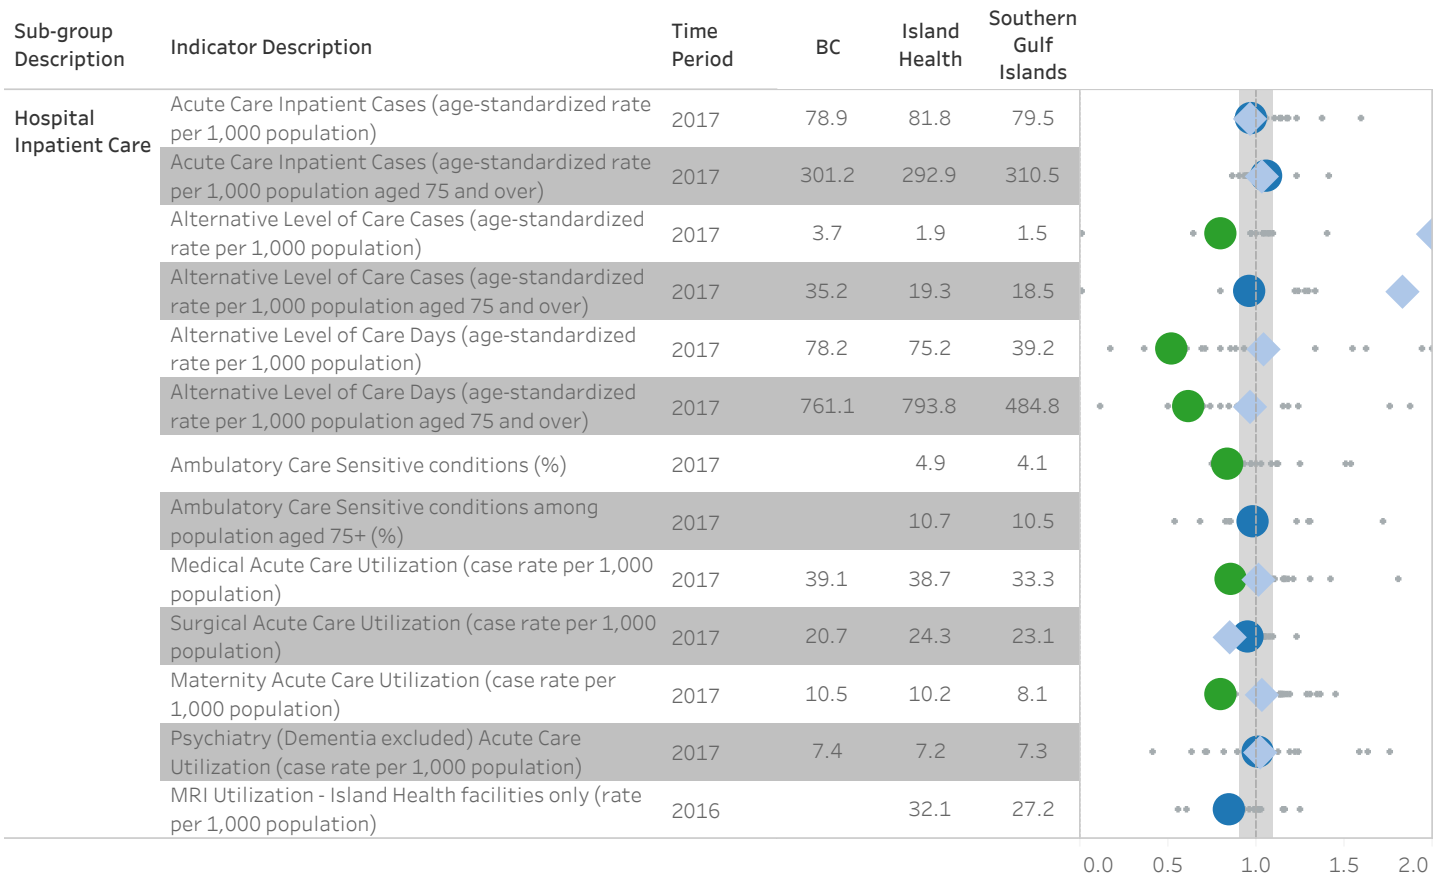 Sub-group Description Indicator Description Time Period BC Island Health Southern Gulf Islands
Hospital Inpatient Care
Acute Care Inpatient Cases (age-standardized rate
per 1,000 population) 2017 78.9 81.8 79.5
Acute Care Inpatient Cases (age-standardized rate
per 1,000 population aged 75 and over) 2017 301.2 292.9 310.5
Alternative Level of Care Cases (age-standardized
rate per 1,000 population) 2017 3.7 1.9 1.5
Alternative Level of Care Cases (age-standardized
rate per 1,000 population aged 75 and over) 2017 35.2 19.3 18.5
Alternative Level of Care Days (age-standardized
rate per 1,000 population) 2017 78.2 75.2 39.2
Alternative Level of Care Days (age-standardized
rate per 1,000 population aged 75 and over) 2017 761.1 793.8 484.8
Ambulatory Care Sensitive conditions (%) 2017 4.9 4.1
Ambulatory Care Sensitive conditions among
population aged 75+ (%) 2017 10.7 10.5
Medical Acute Care Utilization (case rate per 1,000
population) 2017 39.1 38.7 33.3
Surgical Acute Care Utilization (case rate per 1,000
population) 2017 20.7 24.3 23.1
Maternity Acute Care Utilization (case rate per
1,000 population) 2017 10.5 10.2 8.1
Psychiatry (Dementia excluded) Acute Care
Utilization (case rate per 1,000 population) 2017 7.4 7.2 7.3
MRI Utilization - Island Health facilities only (rate
per 1,000 population) 2016 32.1 27.2
0.0 0.5 1.0 1.5 2.0